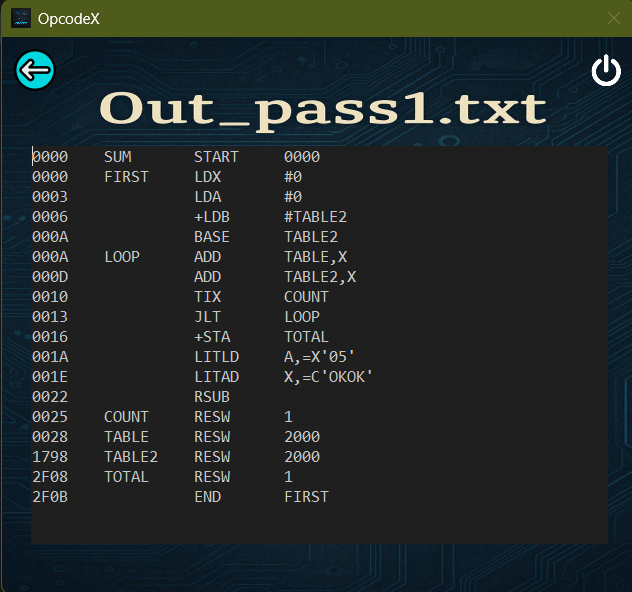 OpcodeX
Out_pass1.txt
0000 SUM START 0000
0000 FIRST LDX #0
0003 LDA #0
0006 +LDB #TABLE2
000A BASE TABLE2
000A LOOP ADD TABLE,X
000D ADD TABLE2,X
0010 TIX COUNT
0013 JLT LOOP
0016 +STA TOTAL
001A LITLD A,=X'05'
001E LITAD X,=C'OKOK'
0022 RSUB
0025 COUNT RESW 1
0028 TABLE RESW 2000
1798 TABLE2 RESW 2000
2F08 TOTAL RESW 1
2F0B END FIRST